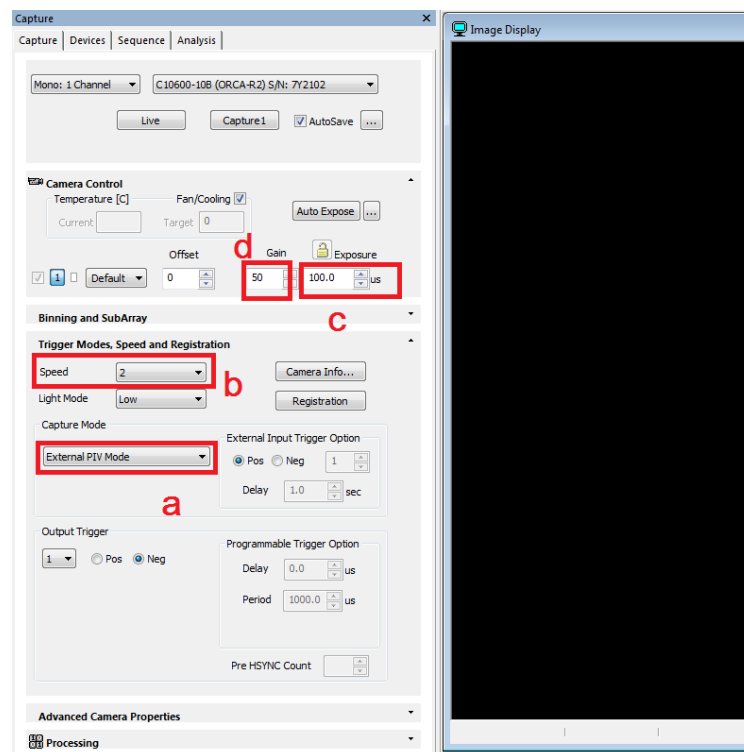 Capture
Image Display
Capture Devices Sequence Analysis
Mono: 1 Channel C10600-10B (ORCA-R2) S/N: 7Y2102
Live Capture1 AutoSave ...
Camera Control
Temperature [C] Fan/Cooling
Current Target 0 Auto Expose ...
d
Offset Gain Exposure
1 Default 0 50 100.0 us
c
Binning and SubArray
Trigger Modes, Speed and Registration
Speed 2 Camera Info...
b
Light Mode Low Registration
Capture Mode
External Input Trigger Option
External PIV Mode Pos Neg 1
Delay 1.0 sec
a
Output Trigger
Programmable Trigger Option
1 Pos Neg
Delay 0.0 us
Period 1000.0 us
Pre HSYNC Count
Advanced Camera Properties
Processing